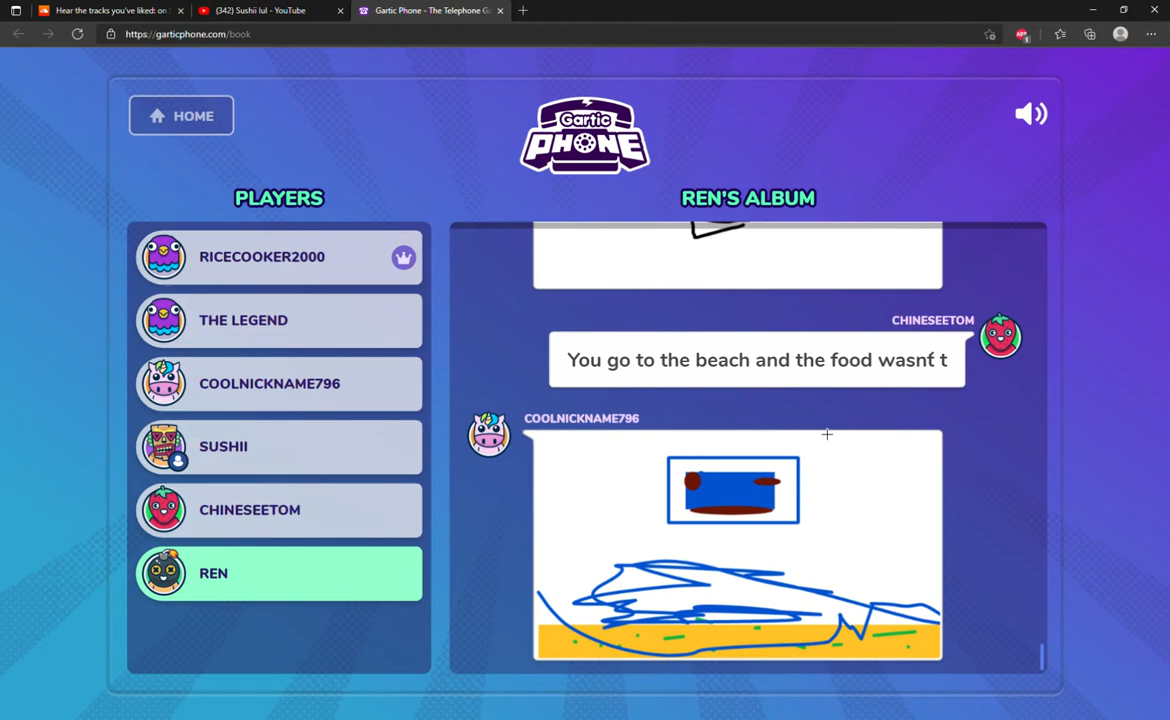 Hear the tracks you've liked: on S
(342) Sushii lul - YouTube
Gartic Phone - The Telephone Ga
https://garticphone.com/book
HOME
Gartic
PHONE
PLAYERS
REN'S ALBUM
RICECOOKER2000
THE LEGEND
COOLNICKNAME796
SUSHII
CHINESEETOM
REN
CHINESEETOM
You go to the beach and the food wasn't t
COOLNICKNAME796